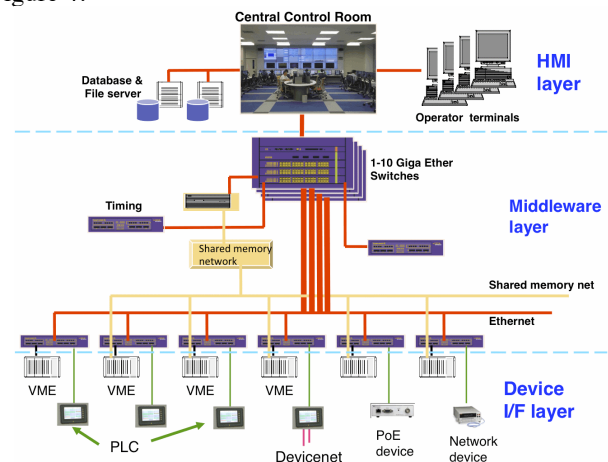 Central Control Room
HMI
layer
Database &
File server
Operator terminals
1-10 Giga Ether
Switches
Timing
Middleware
layer
Shared memory
network
Shared memory net
Ethernet
VME
VME
VME
VME
Device
I/F layer
PLC
Devicenet
PoE
device
Network
device